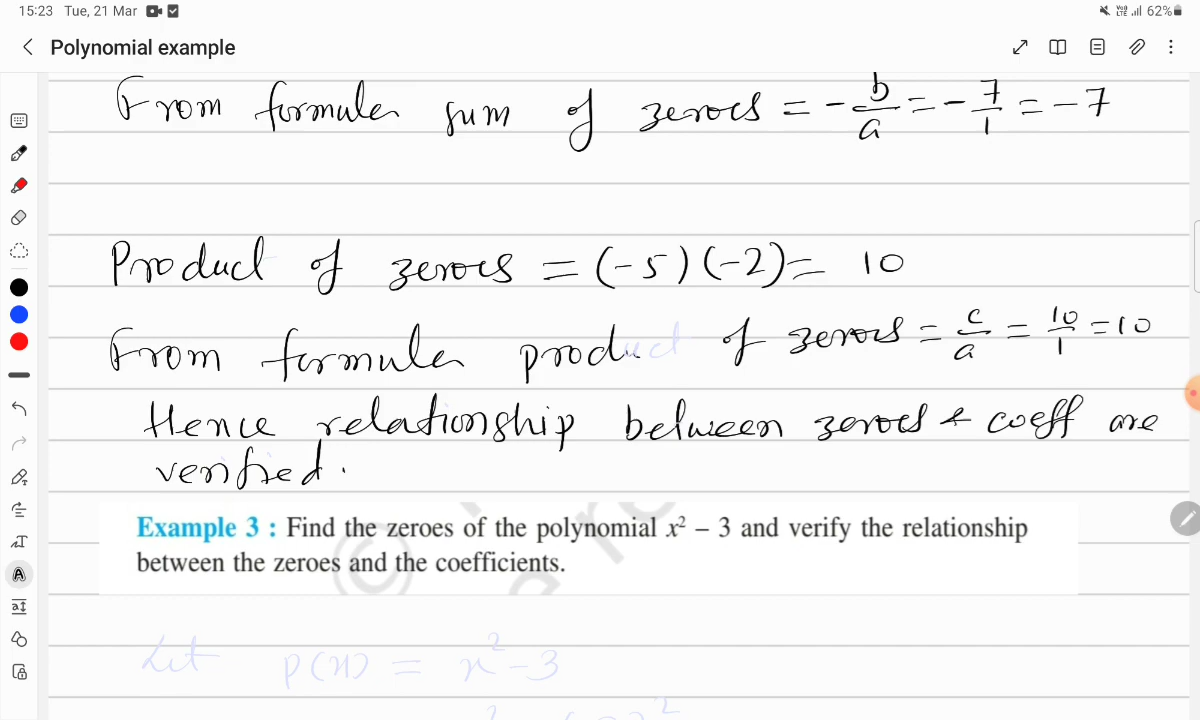 15:23 Tue, 21 Mar 62%
Polynomial example
From formula sum of zeroes = - b/a = - 7/1 = -7
Product of zeroes = (-5)(-2) = 10
From formula product of zeroes = c/a = 10/1 = 10
Hence relationship between zeroes & coeff are
verified.
Example 3 : Find the zeroes of the polynomial x² – 3 and verify the relationship
between the zeroes and the coefficients.
Let p(x) = x² - 3